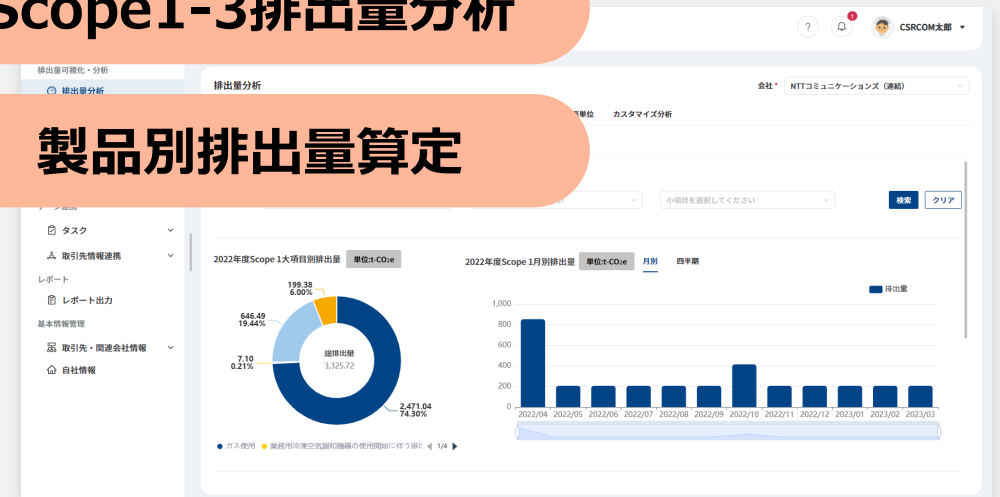 Scope1-3排出量分析
?
1
CSRCOM太郎
排出量可視化・分析
排出量分析
排出量分析
会社*
NTTコミュニケーションズ（連結）
カスタマイズ分析
製品別排出量算定
小項目を選択してください
検索
クリア
タスク
取引先情報連携
レポート
レポート出力
基本情報管理
取引先・関連会社情報
自社情報
2022年度Scope 1大項目別排出量
単位:t-CO₂e
199.38
6.00%
646.49
19.44%
7.10
0.21%
総排出量
3,325.72
2,471.04
74.30%
ガス使用
業務用冷凍空気調和機器の使用開始に伴う排出
1/4
2022年度Scope 1月別排出量
単位:t-CO₂e
月別
四半期
排出量
1,000
800
600
400
200
0
2022/04 2022/05 2022/06 2022/07 2022/08 2022/09 2022/10 2022/11 2022/12 2023/01 2023/02 2023/03